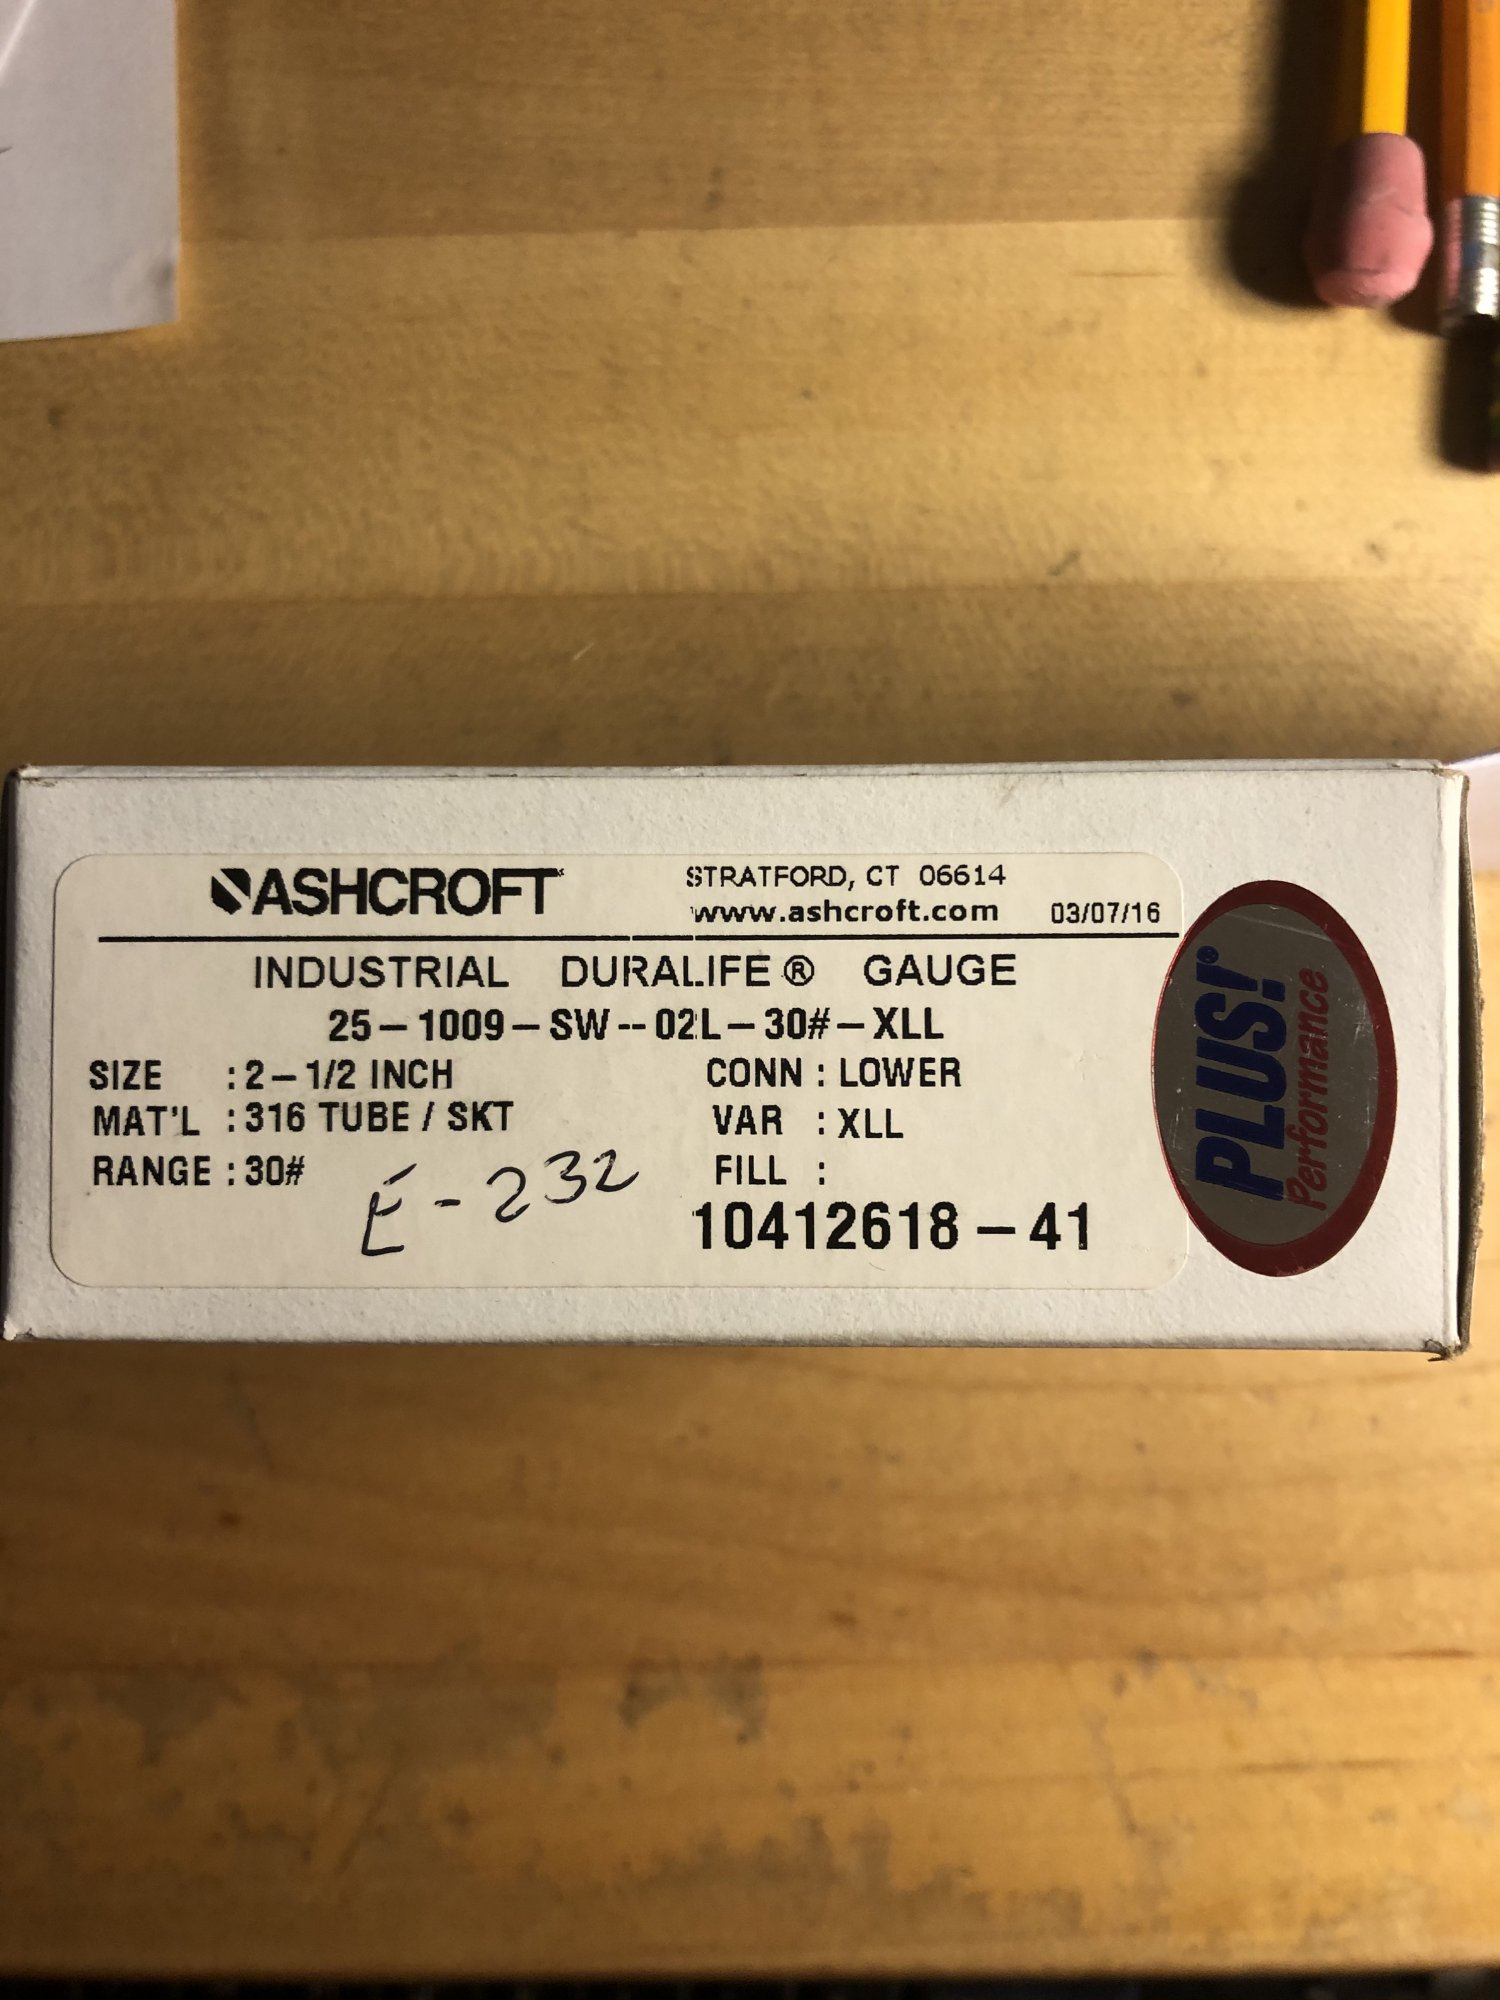 ASHCROFT
STRATFORD, CT 06614
www.ashcroft.com 03/07/16
INDUSTRIAL DURALIFE® GAUGE
25-1009-SW--02L-30#-XLL
SIZE : 2-1/2 INCH CONN : LOWER
MAT'L : 316 TUBE / SKT VAR : XLL
RANGE : 30# FILL :
E-232
10412618-41
PLUS!®
Performance